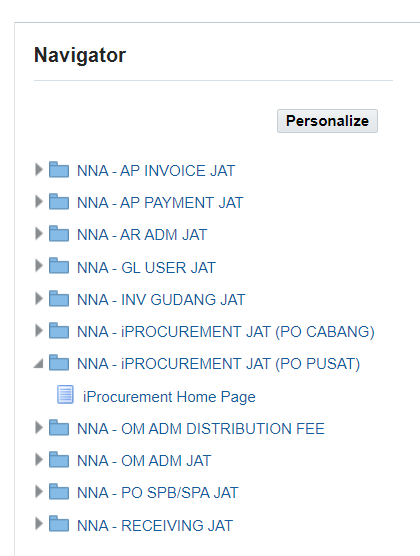 Navigator
Personalize
NNA - AP INVOICE JAT
NNA - AP PAYMENT JAT
NNA - AR ADM JAT
NNA - GL USER JAT
NNA - INV GUDANG JAT
NNA - iPROCUREMENT JAT (PO CABANG)
NNA - iPROCUREMENT JAT (PO PUSAT)
iProcurement Home Page
NNA - OM ADM DISTRIBUTION FEE
NNA - OM ADM JAT
NNA - PO SPB/SPA JAT
NNA - RECEIVING JAT